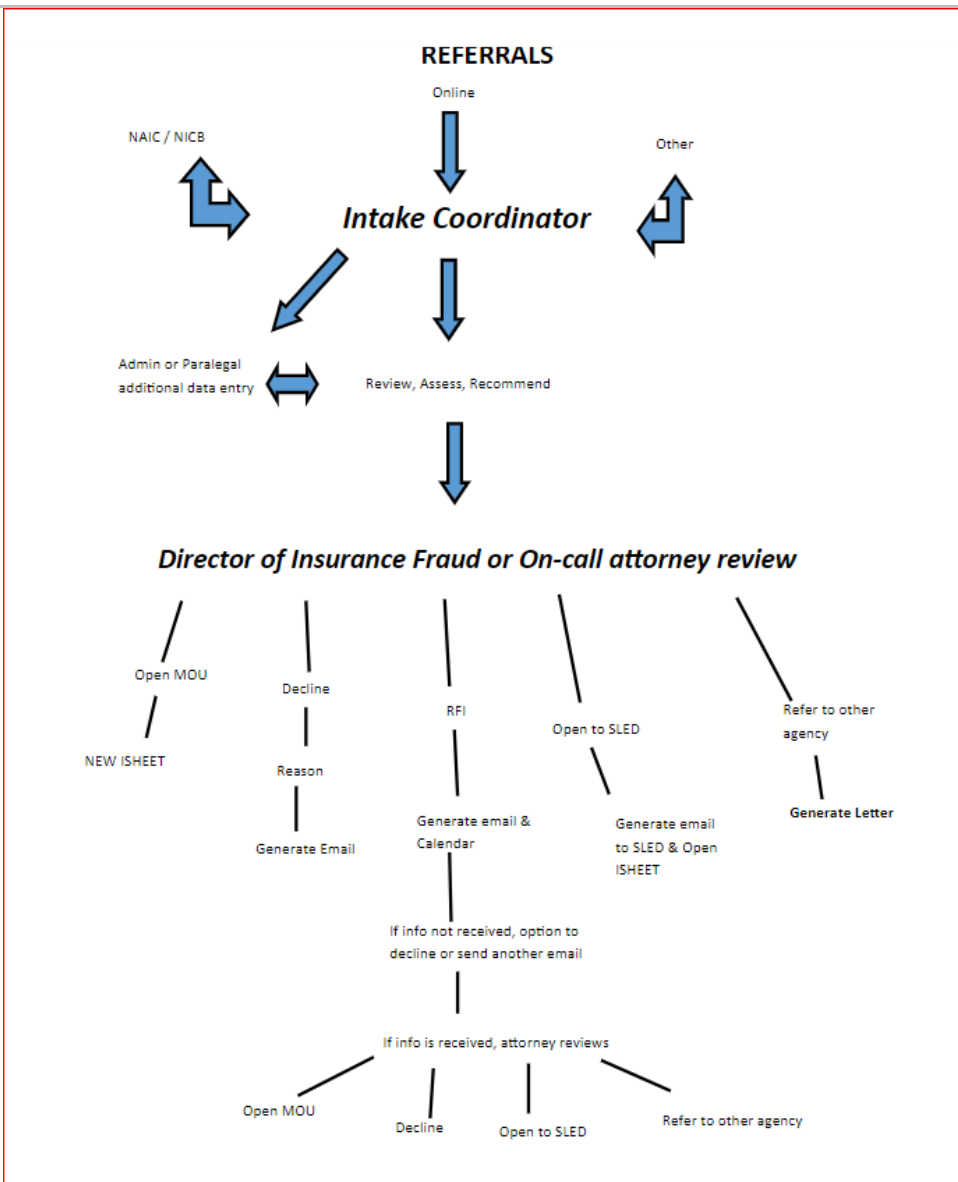 REFERRALS
Online
NAIC / NICB
Other
Intake Coordinator
Admin or Paralegal
additional data entry
Review, Assess, Recommend
Director of Insurance Fraud or On-call attorney review
Open MOU
NEW ISHEET
Decline
Reason
Generate Email
RFI
Generate email &
Calendar
If info not received, option to
decline or send another email
If info is received, attorney reviews
Open MOU
Decline
Open to SLED
Refer to other agency
Open to SLED
Generate email
to SLED & Open
ISHEET
Refer to other
agency
Generate Letter